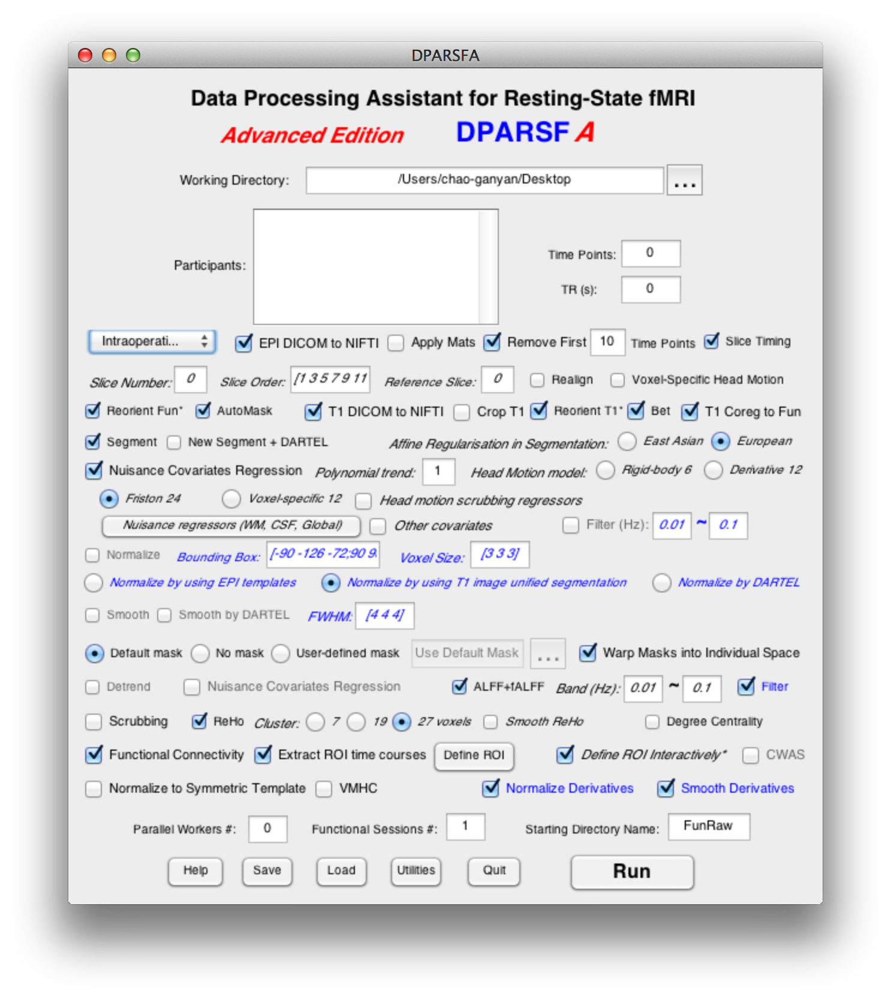 DPARSFA
Data Processing Assistant for Resting-State fMRI
Advanced Edition DPARSF A
Working Directory: /Users/chao-ganyan/Desktop ...
Participants:
Time Points: 0
TR (s): 0
Intraoperati... EPI DICOM to NIFTI Apply Mats Remove First 10 Time Points Slice Timing
Slice Number: 0 Slice Order: [1 3 5 7 9 11 Reference Slice: 0 Realign Voxel-Specific Head Motion
Reorient Fun* AutoMask T1 DICOM to NIFTI Crop T1 Reorient T1* Bet T1 Coreg to Fun
Segment New Segment + DARTEL Affine Regularisation in Segmentation: East Asian European
Nuisance Covariates Regression Polynomial trend: 1 Head Motion model: Rigid-body 6 Derivative 12
Friston 24 Voxel-specific 12 Head motion scrubbing regressors
Nuisance regressors (WM, CSF, Global) Other covariates Filter (Hz): 0.01 ~ 0.1
Normalize Bounding Box: [-90 -126 -72;90 9 Voxel Size: [3 3 3]
Normalize by using EPI templates Normalize by using T1 image unified segmentation Normalize by DARTEL
Smooth Smooth by DARTEL FWHM: [4 4 4]
Default mask No mask User-defined mask Use Default Mask ... Warp Masks into Individual Space
Detrend Nuisance Covariates Regression ALFF+fALFF Band (Hz): 0.01 ~ 0.1 Filter
Scrubbing ReHo Cluster: 7 19 27 voxels Smooth ReHo Degree Centrality
Functional Connectivity Extract ROI time courses Define ROI Define ROI Interactively* CWAS
Normalize to Symmetric Template VMHC Normalize Derivatives Smooth Derivatives
Parallel Workers #: 0 Functional Sessions #: 1 Starting Directory Name: FunRaw
Help Save Load Utilities Quit Run